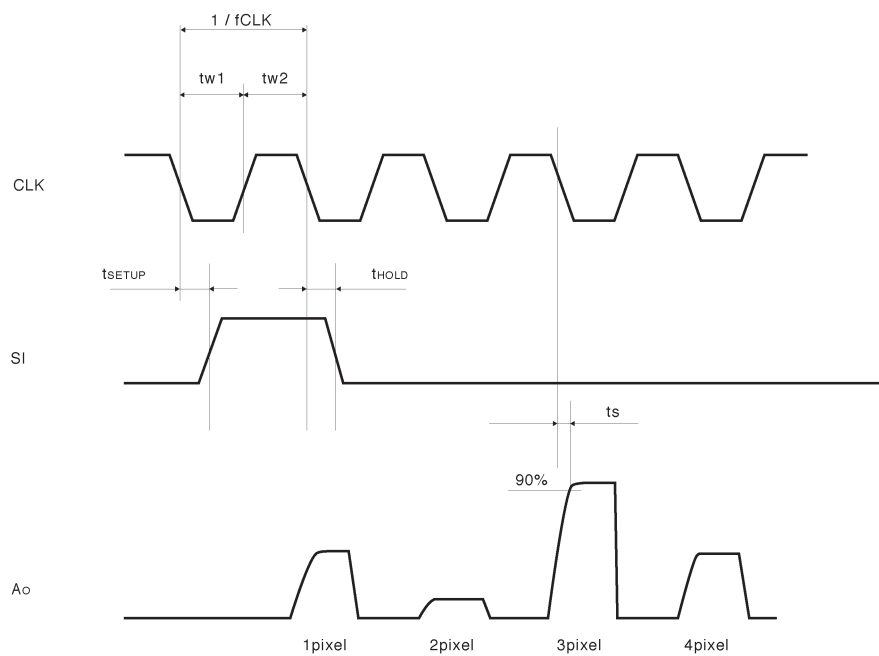 1 / fCLK
tw1 tw2
CLK
tSETUP tHOLD
SI
ts
90%
Ao
1pixel 2pixel 3pixel 4pixel